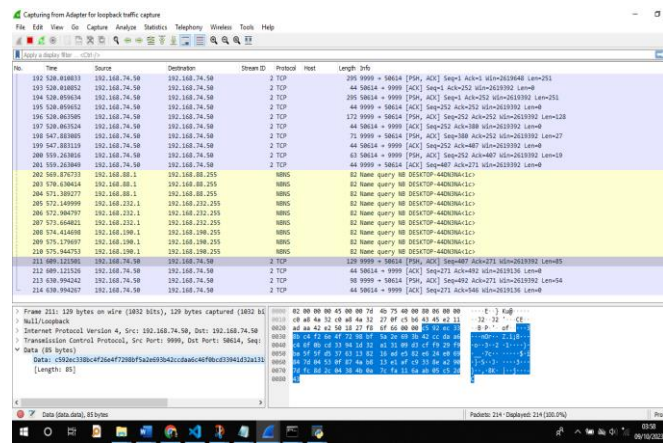 Capturing from Adapter for loopback traffic capture
File Edit View Go Capture Analyze Statistics Telephony Wireless Tools Help
Apply a display filter ... <Ctrl-/>
No. Time Source Destination Stream ID Protocol Host Length Info
192 520.010833 192.168.74.50 192.168.74.50 2 TCP 295 9999 → 50614 [PSH, ACK] Seq=1 Ack=1 Win=2619648 Len=251
193 520.010852 192.168.74.50 192.168.74.50 2 TCP 44 50614 → 9999 [ACK] Seq=1 Ack=252 Win=2619392 Len=0
194 520.059634 192.168.74.50 192.168.74.50 2 TCP 295 50614 → 9999 [PSH, ACK] Seq=1 Ack=252 Win=2619392 Len=251
195 520.059652 192.168.74.50 192.168.74.50 2 TCP 44 9999 → 50614 [ACK] Seq=252 Ack=252 Win=2619392 Len=0
196 520.063505 192.168.74.50 192.168.74.50 2 TCP 172 9999 → 50614 [PSH, ACK] Seq=252 Ack=252 Win=2619392 Len=128
197 520.063524 192.168.74.50 192.168.74.50 2 TCP 44 50614 → 9999 [ACK] Seq=252 Ack=380 Win=2619392 Len=0
198 547.883085 192.168.74.50 192.168.74.50 2 TCP 71 9999 → 50614 [PSH, ACK] Seq=380 Ack=252 Win=2619392 Len=27
199 547.883119 192.168.74.50 192.168.74.50 2 TCP 44 50614 → 9999 [ACK] Seq=252 Ack=407 Win=2619392 Len=0
200 559.263016 192.168.74.50 192.168.74.50 2 TCP 63 50614 → 9999 [PSH, ACK] Seq=252 Ack=407 Win=2619392 Len=19
201 559.263049 192.168.74.50 192.168.74.50 2 TCP 44 9999 → 50614 [ACK] Seq=407 Ack=271 Win=2619392 Len=0
202 569.876733 192.168.88.1 192.168.88.255 NBNS 82 Name query NB DESKTOP-44DN3NA<1c>
203 570.630414 192.168.88.1 192.168.88.255 NBNS 82 Name query NB DESKTOP-44DN3NA<1c>
204 571.389277 192.168.88.1 192.168.88.255 NBNS 82 Name query NB DESKTOP-44DN3NA<1c>
205 572.149999 192.168.232.1 192.168.232.255 NBNS 82 Name query NB DESKTOP-44DN3NA<1c>
206 572.904797 192.168.232.1 192.168.232.255 NBNS 82 Name query NB DESKTOP-44DN3NA<1c>
207 573.664021 192.168.232.1 192.168.232.255 NBNS 82 Name query NB DESKTOP-44DN3NA<1c>
208 574.414698 192.168.190.1 192.168.190.255 NBNS 82 Name query NB DESKTOP-44DN3NA<1c>
209 575.179697 192.168.190.1 192.168.190.255 NBNS 82 Name query NB DESKTOP-44DN3NA<1c>
210 575.944753 192.168.190.1 192.168.190.255 NBNS 82 Name query NB DESKTOP-44DN3NA<1c>
211 609.121501 192.168.74.50 192.168.74.50 2 TCP 129 9999 → 50614 [PSH, ACK] Seq=407 Ack=271 Win=2619392 Len=85
212 609.121526 192.168.74.50 192.168.74.50 2 TCP 44 50614 → 9999 [ACK] Seq=271 Ack=492 Win=2619136 Len=0
213 630.994242 192.168.74.50 192.168.74.50 2 TCP 98 9999 → 50614 [PSH, ACK] Seq=492 Ack=271 Win=2619392 Len=54
214 630.994267 192.168.74.50 192.168.74.50 2 TCP 44 50614 → 9999 [ACK] Seq=271 Ack=546 Win=2619136 Len=0
Frame 211: 129 bytes on wire (1032 bits), 129 bytes captured (1032 bi
Null/Loopback
Internet Protocol Version 4, Src: 192.168.74.50, Dst: 192.168.74.50
Transmission Control Protocol, Src Port: 9999, Dst Port: 50614, Seq:
Data (85 bytes)
[Length: 85]
Data (data.data), 85 bytes
Packets: 214 · Displayed: 214 (100.0%)
Pro
03:58